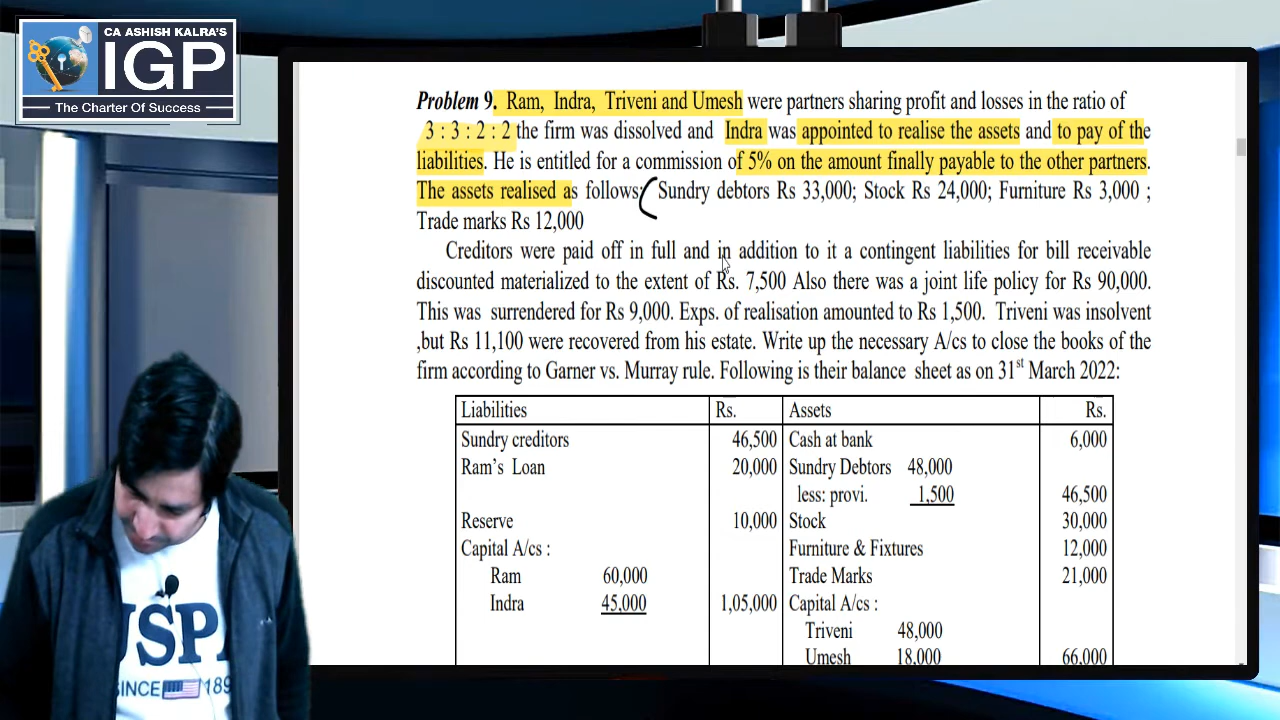 CA ASHISH KALRA'S
IGP
The Charter Of Success
Problem 9. Ram, Indra, Triveni and Umesh were partners sharing profit and losses in the ratio of
3 : 3 : 2 : 2 the firm was dissolved and Indra was appointed to realise the assets and to pay of the
liabilities. He is entitled for a commission of 5% on the amount finally payable to the other partners.
The assets realised as follows: Sundry debtors Rs 33,000; Stock Rs 24,000; Furniture Rs 3,000 ;
Trade marks Rs 12,000
Creditors were paid off in full and in addition to it a contingent liabilities for bill receivable
discounted materialized to the extent of Rs. 7,500 Also there was a joint life policy for Rs 90,000.
This was surrendered for Rs 9,000. Exps. of realisation amounted to Rs 1,500. Triveni was insolvent
,but Rs 11,100 were recovered from his estate. Write up the necessary A/cs to close the books of the
firm according to Garner vs. Murray rule. Following is their balance sheet as on 31st March 2022:
Liabilities Rs. Assets Rs.
Sundry creditors 46,500 Cash at bank 6,000
Ram's Loan 20,000 Sundry Debtors 48,000
less: provi. 1,500 46,500
Reserve 10,000 Stock 30,000
Capital A/cs : Furniture & Fixtures 12,000
Ram 60,000 Trade Marks 21,000
Indra 45,000 1,05,000 Capital A/cs :
Triveni 48,000
Umesh 18,000 66,000
USPA
SINCE 189